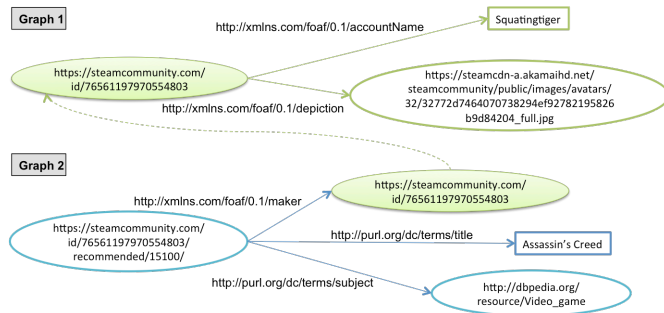 Graph 1
http://xmlns.com/foaf/0.1/accountName
Squatingtiger
https://steamcommunity.com/
id/76561197970554803
https://steamcdn-a.akamaihd.net/
steamcommunity/public/images/avatars/
32/32772d7464070738294ef92782195826
b9d84204_full.jpg
http://xmlns.com/foaf/0.1/depiction
Graph 2
https://steamcommunity.com/
id/76561197970554803
http://xmlns.com/foaf/0.1/maker
https://steamcommunity.com/
id/76561197970554803/
recommended/15100/
http://purl.org/dc/terms/title
Assassin's Creed
http://purl.org/dc/terms/subject
http://dbpedia.org/
resource/Video_game